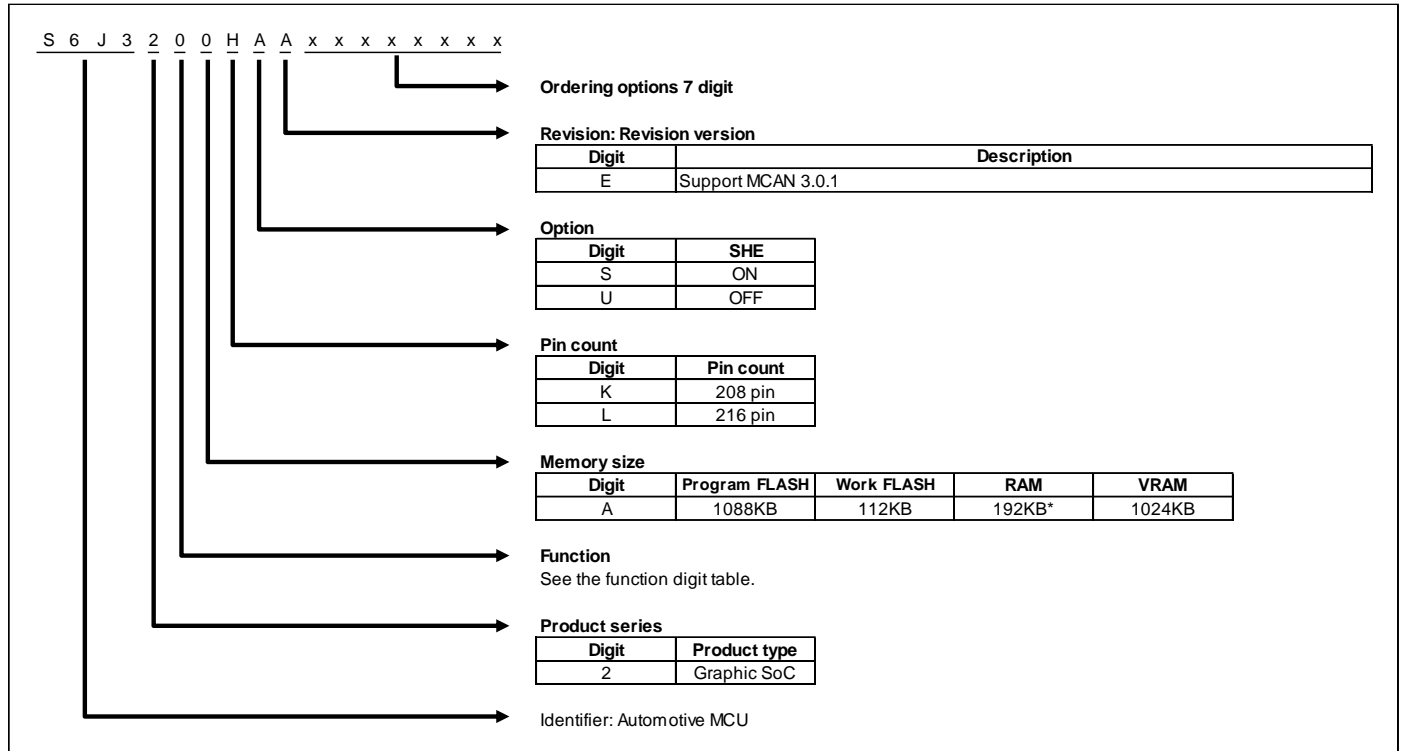 S 6 J 3 2 0 0 H A A x x x x x x x x
Ordering options 7 digit
Revision: Revision version
Digit Description
E Support MCAN 3.0.1
Option
Digit SHE
S ON
U OFF
Pin count
Digit Pin count
K 208 pin
L 216 pin
Memory size
Digit Program FLASH Work FLASH RAM VRAM
A 1088KB 112KB 192KB* 1024KB
Function
See the function digit table.
Product series
Digit Product type
2 Graphic SoC
Identifier: Automotive MCU